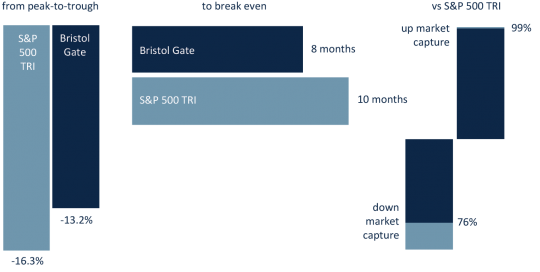 from peak-to-trough
S&P
500
TRI
Bristol
Gate
-13.2%
-16.3%
to break even
Bristol Gate
8 months
S&P 500 TRI
10 months
vs S&P 500 TRI
up market
capture
99%
down
market
capture
76%